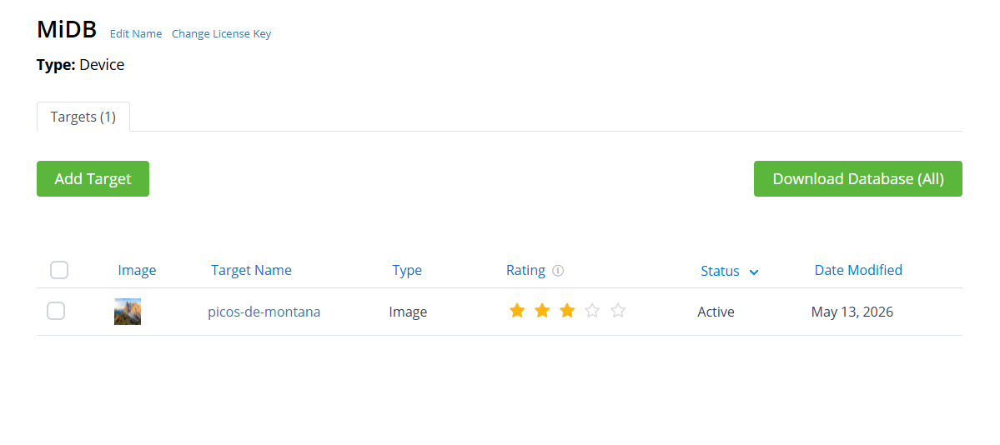 MiDB Edit Name Change License Key
Type: Device
Targets (1)
Add Target Download Database (All)
Image Target Name Type Rating Status Date Modified
picos-de-montana Image Active May 13, 2026